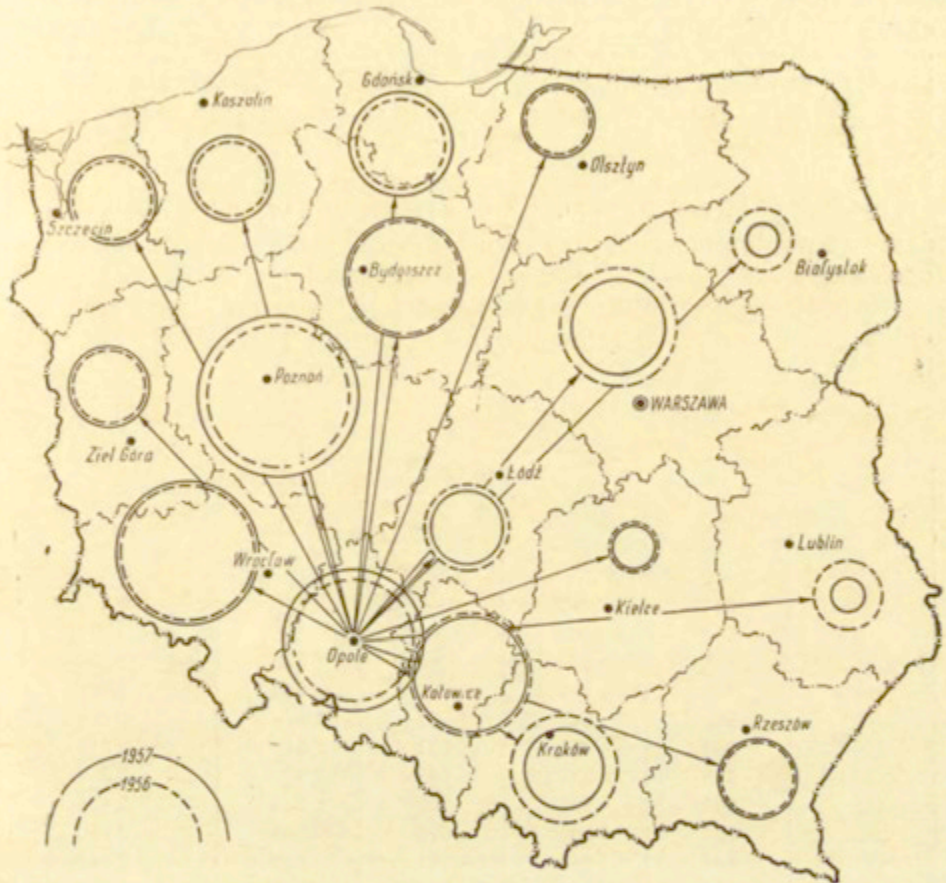 Gdańsk
Koszalin
Olsztyn
Szczecin
Białystok
Bydgoszcz
Poznań
WARSZAWA
Ziel Góra
Łódź
Wrocław
Lublin
Kielce
Opole
Katowice
Rzeszów
Kraków
1957
1956